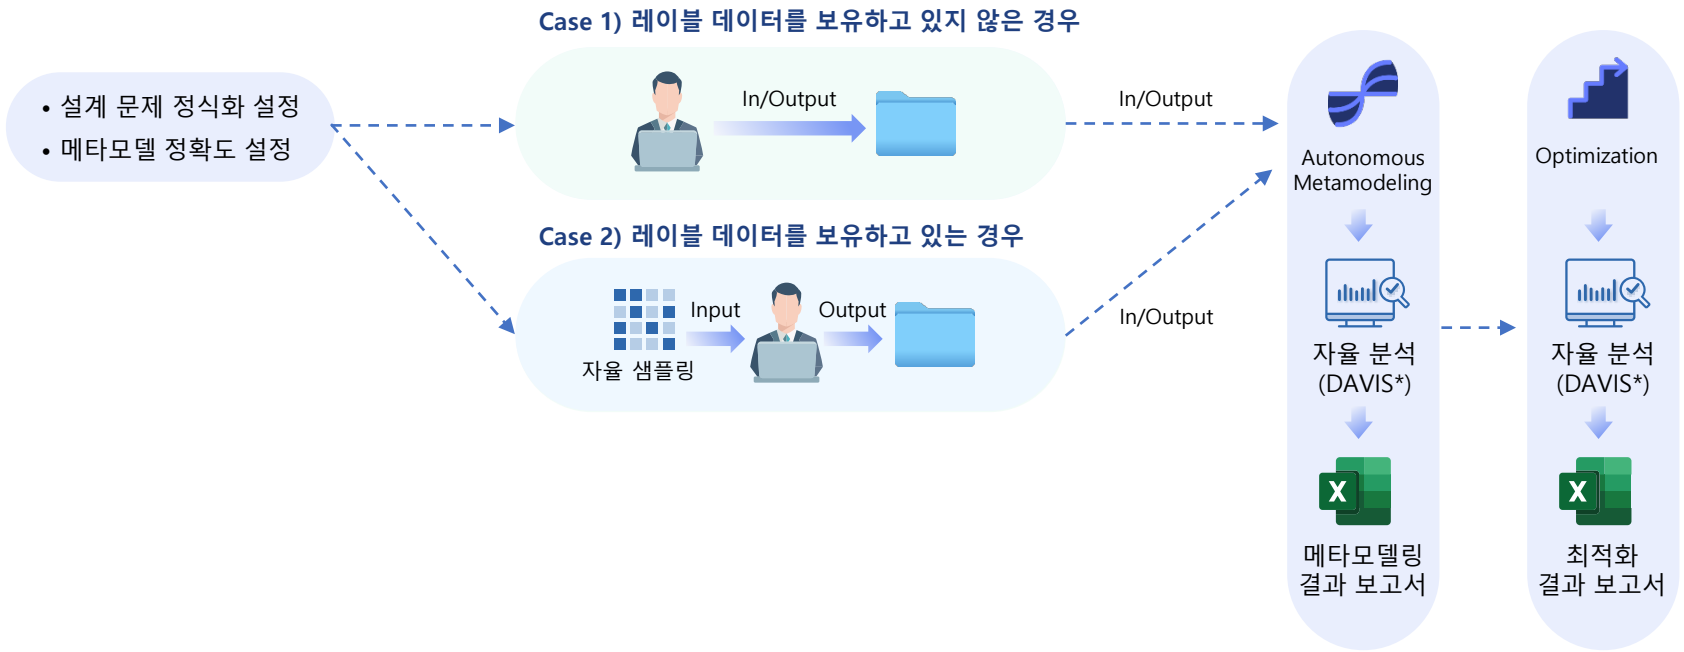 • 설계 문제 정식화 설정
• 메타모델 정확도 설정
Case 1) 레이블 데이터를 보유하고 있지 않은 경우
In/Output
In/Output
Case 2) 레이블 데이터를 보유하고 있는 경우
자율 샘플링
Input
Output
In/Output
Autonomous
Metamodeling
자율 분석
(DAVIS*)
메타모델링
결과 보고서
Optimization
자율 분석
(DAVIS*)
최적화
결과 보고서